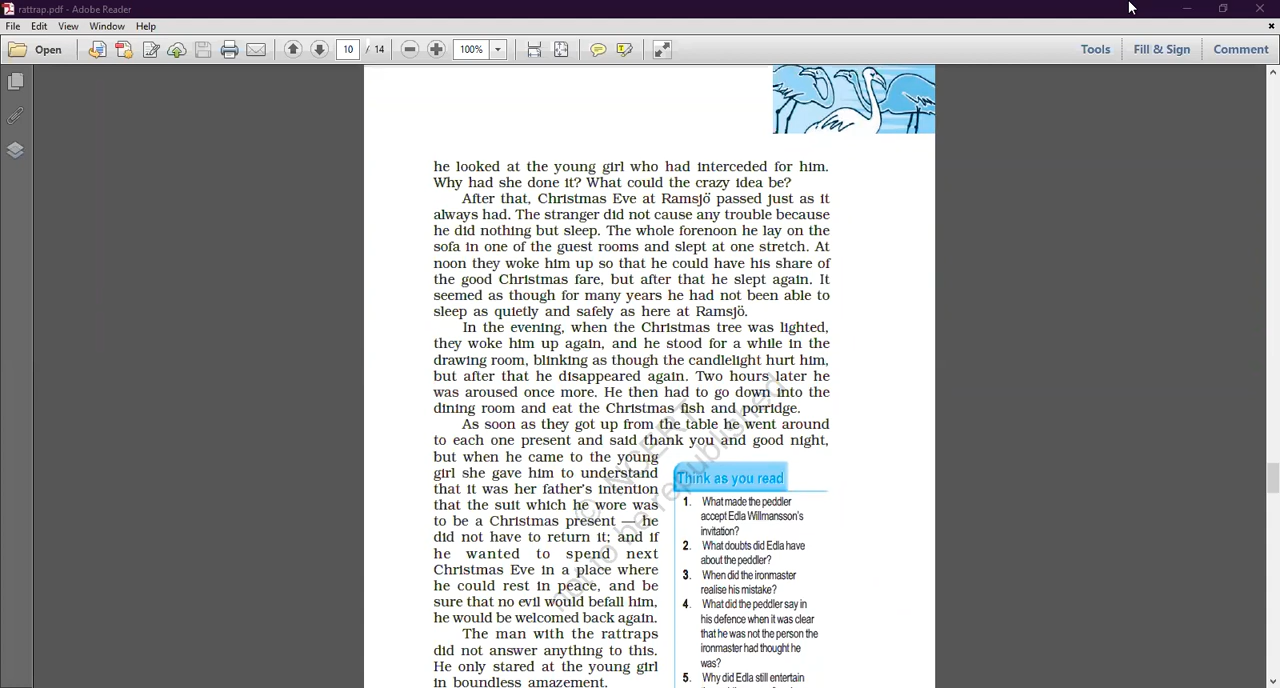 rattrap.pdf - Adobe Reader
File Edit View Window Help
Open 10 / 14 100% Tools Fill & Sign Comment
he looked at the young girl who had interceded for him.
Why had she done it? What could the crazy idea be?
After that, Christmas Eve at Ramsjö passed just as it
always had. The stranger did not cause any trouble because
he did nothing but sleep. The whole forenoon he lay on the
sofa in one of the guest rooms and slept at one stretch. At
noon they woke him up so that he could have his share of
the good Christmas fare, but after that he slept again. It
seemed as though for many years he had not been able to
sleep as quietly and safely as here at Ramsjö.
In the evening, when the Christmas tree was lighted,
they woke him up again, and he stood for a while in the
drawing room, blinking as though the candlelight hurt him,
but after that he disappeared again. Two hours later he
was aroused once more. He then had to go down into the
dining room and eat the Christmas fish and porridge.
As soon as they got up from the table he went around
to each one present and said thank you and good night,
but when he came to the young
girl she gave him to understand
that it was her father's intention
that the suit which he wore was
to be a Christmas present — he
did not have to return it; and if
he wanted to spend next
Christmas Eve in a place where
he could rest in peace, and be
sure that no evil would befall him,
he would be welcomed back again.
The man with the rattraps
did not answer anything to this.
He only stared at the young girl
in boundless amazement.
Think as you read
1. What made the peddler
accept Edla Willmansson's
invitation?
2. What doubts did Edla have
about the peddler?
3. When did the ironmaster
realise his mistake?
4. What did the peddler say in
his defence when it was clear
that he was not the person the
ironmaster had thought he
was?
5. Why did Edla still entertain
© NCERT
not to be republished